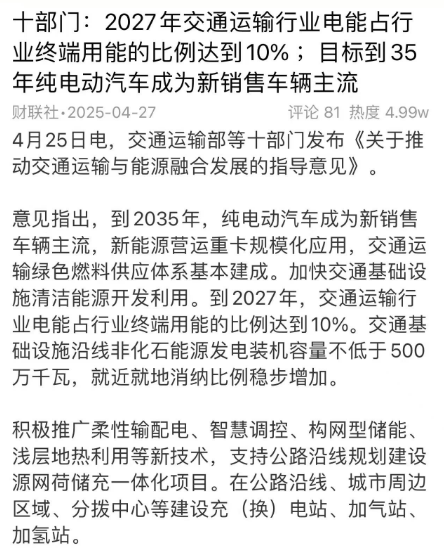 十部门：2027年交通运输行业电能占行
业终端用能的比例达到10%；目标到35
年纯电动汽车成为新销售车辆主流
财联社•2025-04-27 评论 81 热度 4.99w
4月25日电，交通运输部等十部门发布《关于推
动交通运输与能源融合发展的指导意见》。
意见指出，到2035年，纯电动汽车成为新销售
车辆主流，新能源营运重卡规模化应用，交通运
输绿色燃料供应体系基本建成。加快交通基础设
施清洁能源开发利用。到2027年，交通运输行
业电能占行业终端用能的比例达到10%。交通基
础设施沿线非化石能源发电装机容量不低于500
万千瓦，就近就地消纳比例稳步增加。
积极推广柔性输配电、智慧调控、构网型储能、
浅层地热利用等新技术，支持公路沿线规划建设
源网荷储充一体化项目。在公路沿线、城市周边
区域、分拨中心等建设充（换）电站、加气站、
加氢站。